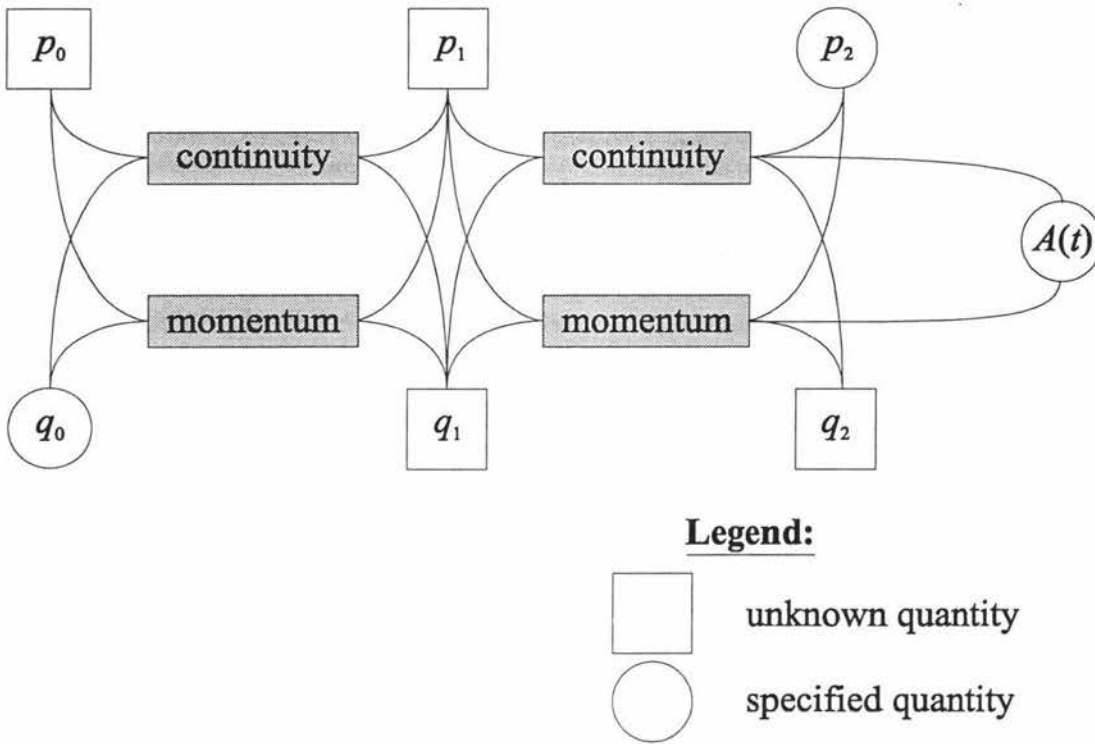 p₀ p₁ p₂
continuity continuity
A(t)
momentum momentum
q₀ q₁ q₂
Legend:
unknown quantity
specified quantity